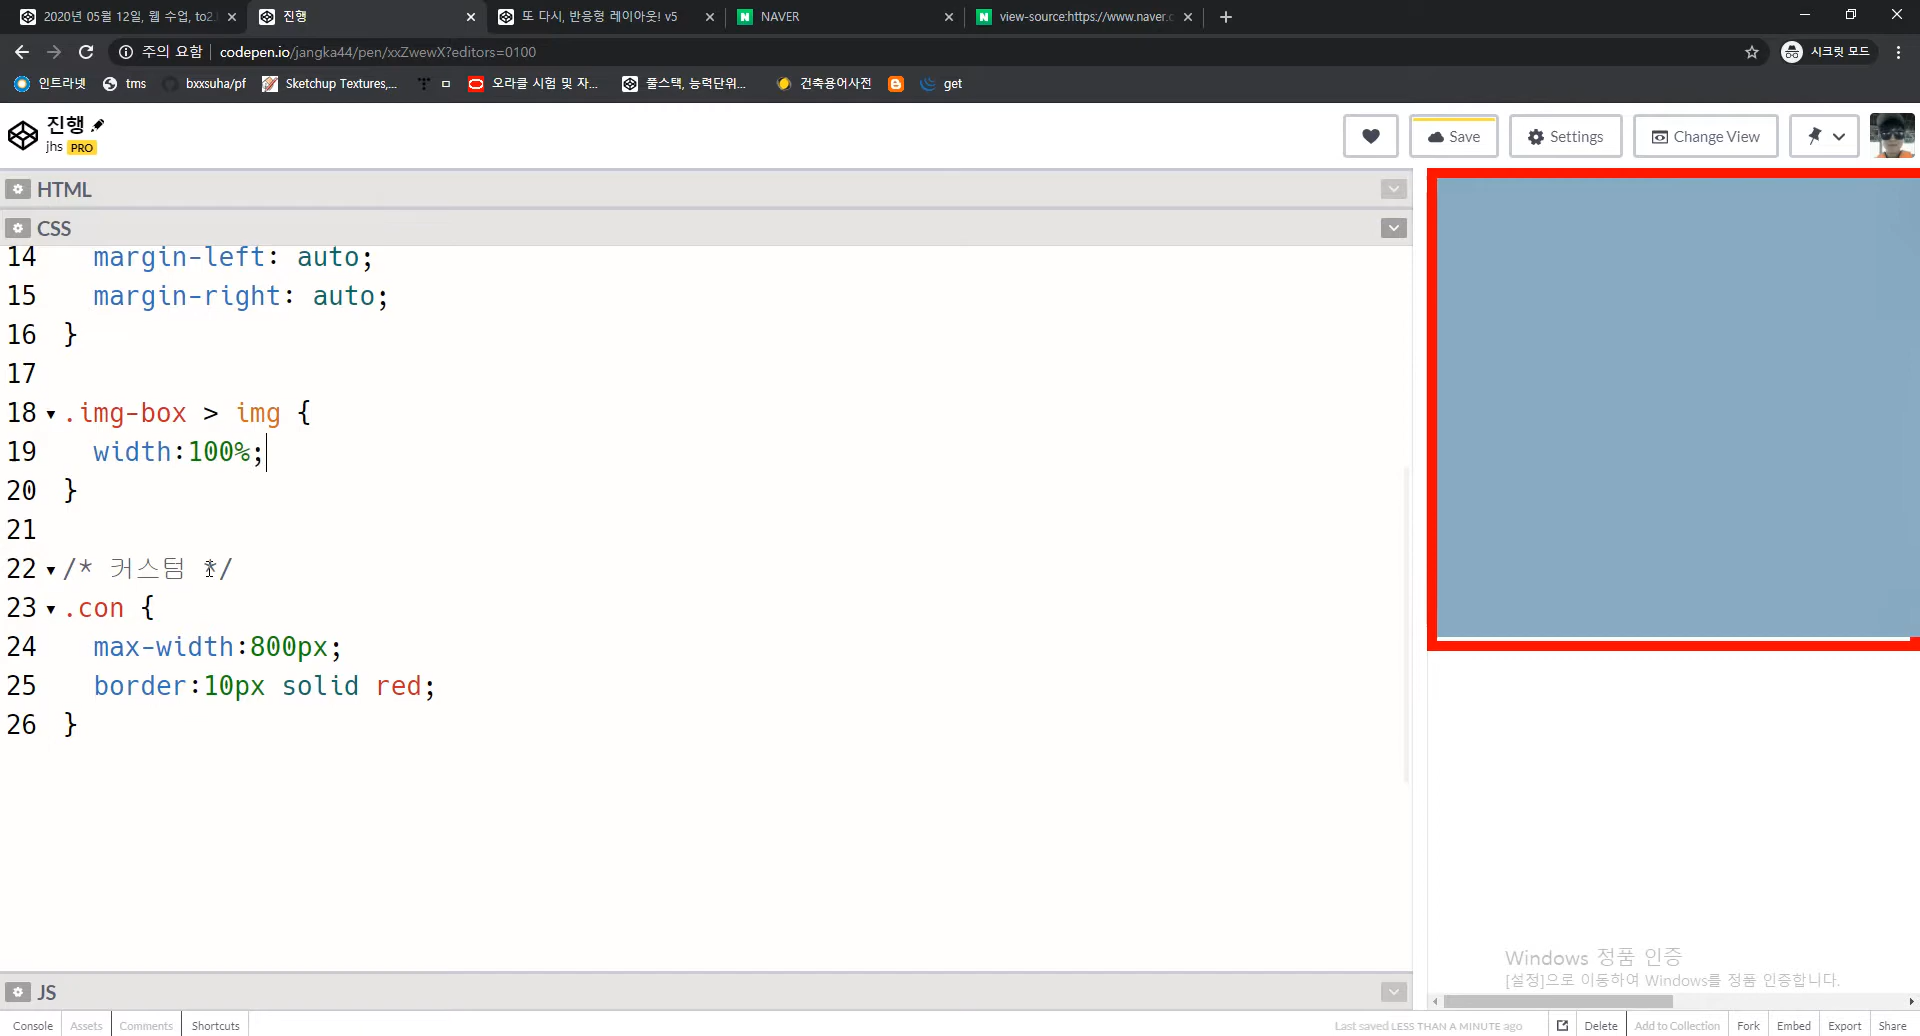 2020년 05월 12일, 웹 수업, to2.
진행
또 다시, 반응형 레이아웃! v5
NAVER
view-source:https://www.naver.c
주의 요함
codepen.io/jangka44/pen/xxZwewX?editors=0100
시크릿 모드
인트라넷
tms
bxxsuha/pf
Sketchup Textures,...
ㅁ
오라클 시험 및 자...
풀스택, 능력단위...
건축용어사전
get
진행
jhs PRO
Save
Settings
Change View
HTML
CSS
14 margin-left: auto;
15 margin-right: auto;
16 }
17
18 .img-box > img {
19 width:100%;
20 }
21
22 /* 커스텀 */
23 .con {
24 max-width:800px;
25 border:10px solid red;
26 }
Windows 정품 인증
[설정]으로 이동하여 Windows를 정품 인증합니다.
JS
Console
Assets
Comments
Shortcuts
Last saved LESS THAN A MINUTE ago
Delete
Add to Collection
Fork
Embed
Export
Share